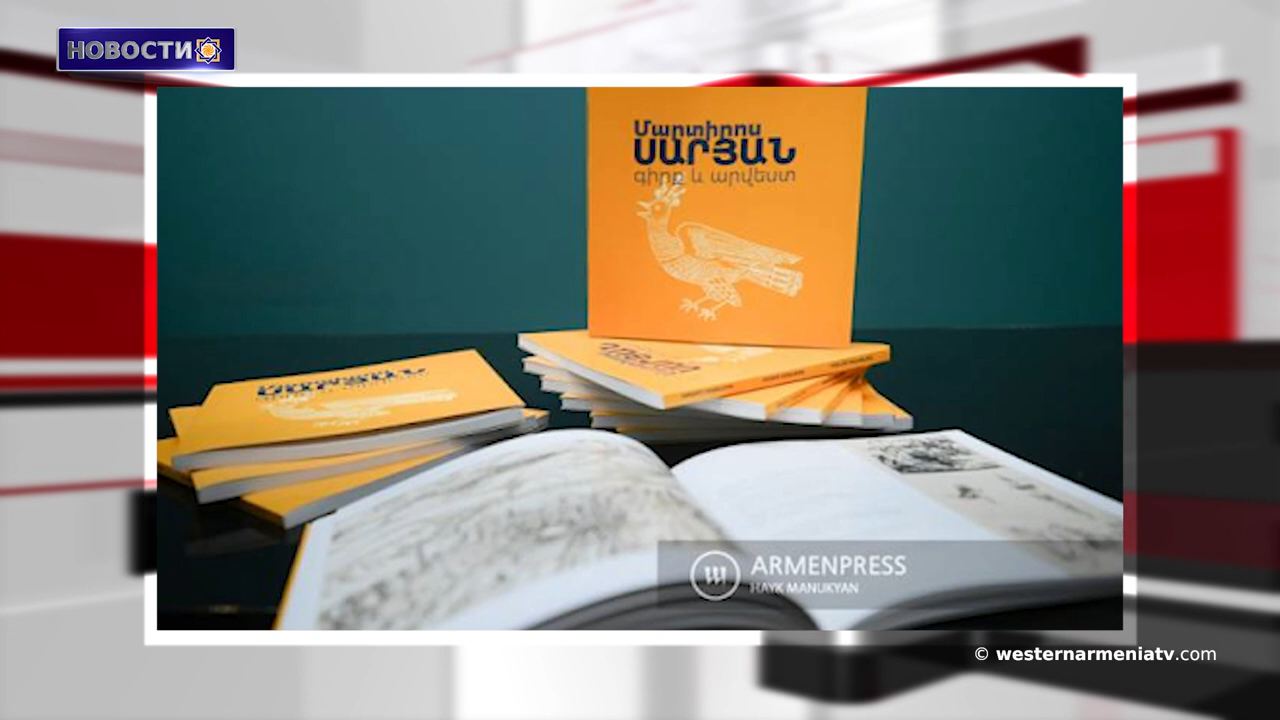 НОВОСТИ
Մարտիրոս
ՍԱՐՅԱՆ
գիրք և արվեստ
ARMENPRESS
HAYK MANUKYAN
© westernarmeniatv.com